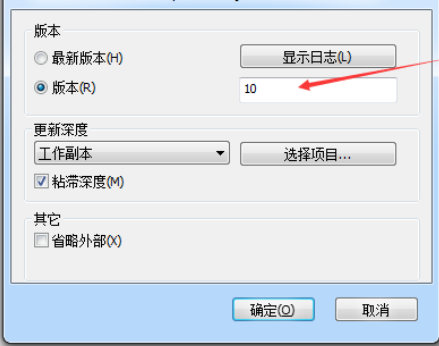 版本
最新版本(H)
显示日志(L)
版本(R)
10
更新深度
工作副本
选择项目...
粘滞深度(M)
其它
省略外部(X)
确定(O)
取消